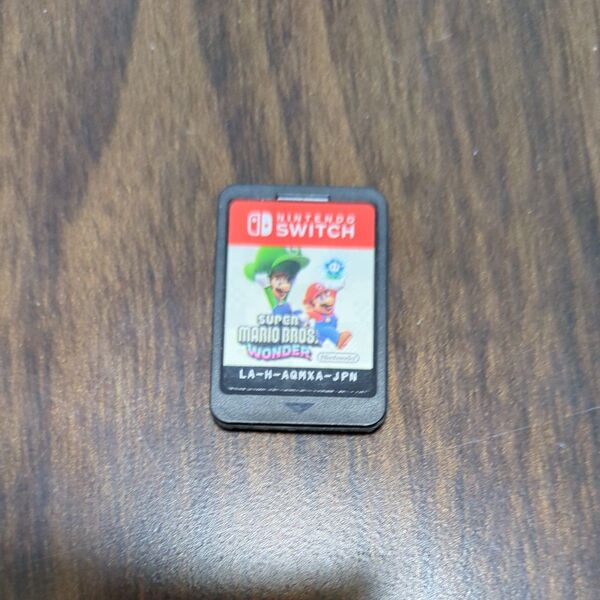 NINTENDO
SWITCH
SUPER
MARIO BROS.
WONDER
Nintendo
LA-H-AQMXA-JPN